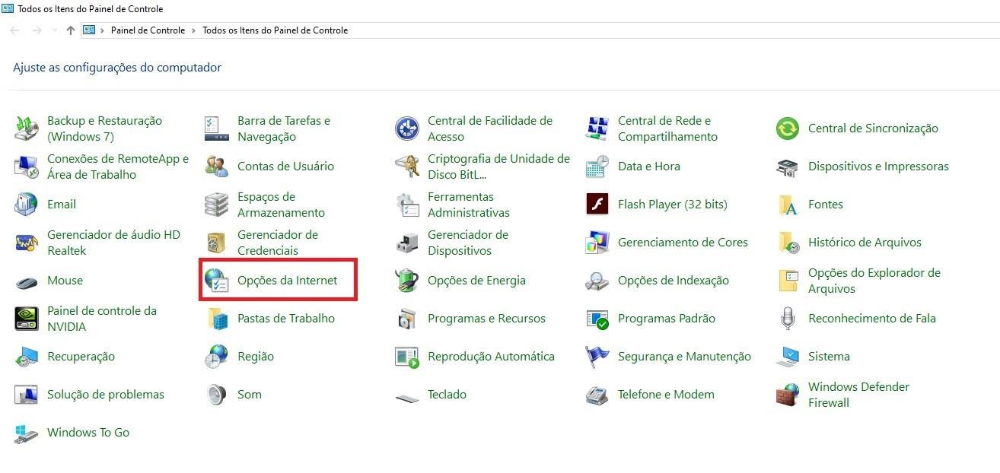 Todos os Itens do Painel de Controle
Painel de Controle > Todos os Itens do Painel de Controle
Ajuste as configurações do computador
Backup e Restauração
(Windows 7)
Barra de Tarefas e
Navegação
Central de Facilidade de
Acesso
Central de Rede e
Compartilhamento
Central de Sincronização
Conexões de RemoteApp e
Área de Trabalho
Contas de Usuário
Criptografia de Unidade de
Disco BitL...
Data e Hora
Dispositivos e Impressoras
Email
Espaços de
Armazenamento
Ferramentas
Administrativas
Flash Player (32 bits)
Fontes
Gerenciador de áudio HD
Realtek
Gerenciador de
Credenciais
Gerenciador de
Dispositivos
Gerenciamento de Cores
Histórico de Arquivos
Mouse
Opções da Internet
Opções de Energia
Opções de Indexação
Opções do Explorador de
Arquivos
Painel de controle da
NVIDIA
Pastas de Trabalho
Programas e Recursos
Programas Padrão
Reconhecimento de Fala
Recuperação
Região
Reprodução Automática
Segurança e Manutenção
Sistema
Solução de problemas
Som
Teclado
Telefone e Modem
Windows Defender
Firewall
Windows To Go